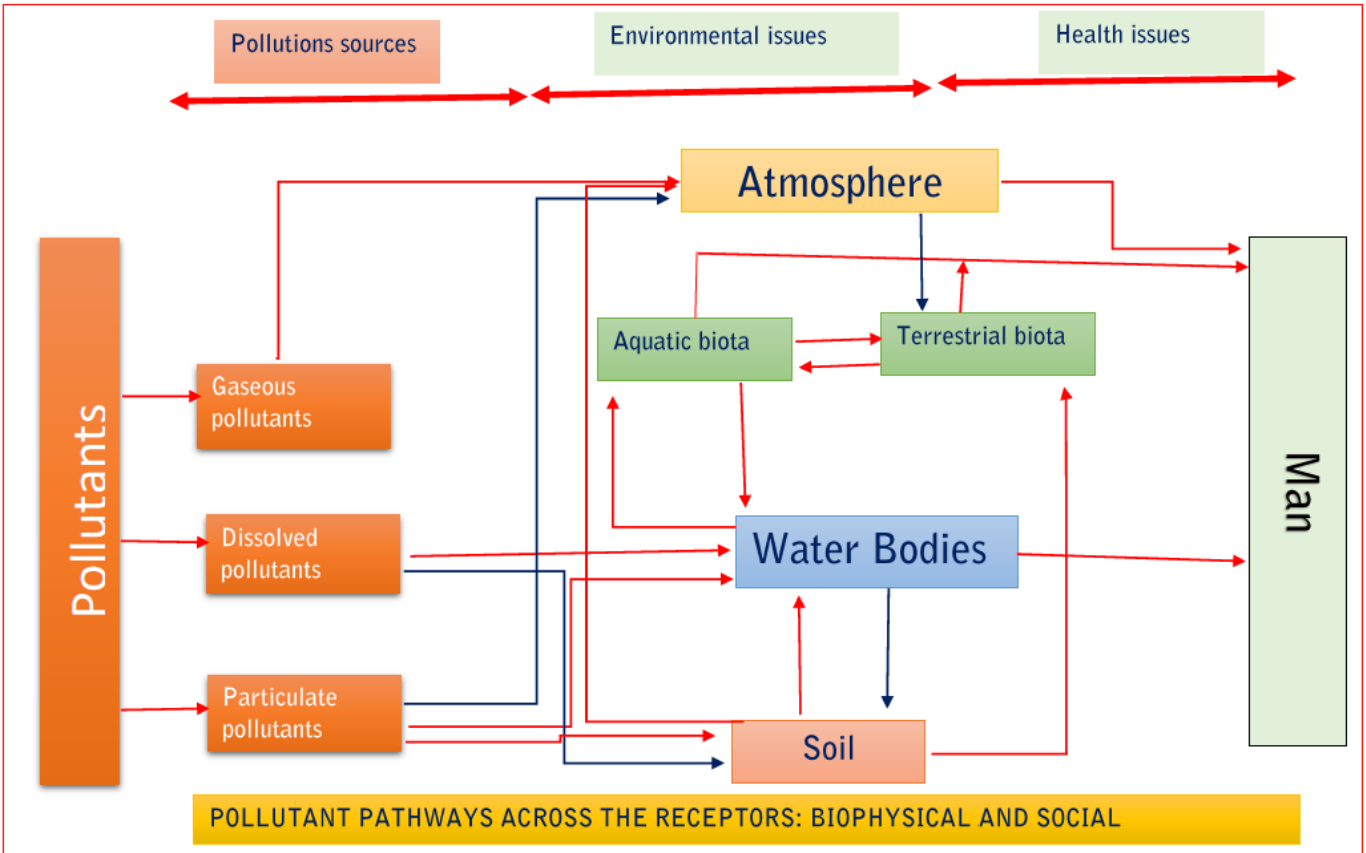 Pollutions sources
Environmental issues
Health issues
Atmosphere
Aquatic biota
Terrestrial biota
Pollutants
Gaseous
pollutants
Dissolved
pollutants
Water Bodies
Man
Particulate
pollutants
Soil
POLLUTANT PATHWAYS ACROSS THE RECEPTORS: BIOPHYSICAL AND SOCIAL